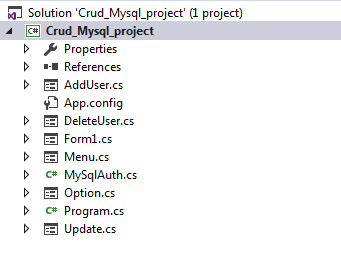 Solution 'Crud_Mysql_project' (1 project)
C# Crud_Mysql_project
Properties
References
AddUser.cs
App.config
DeleteUser.cs
Form1.cs
Menu.cs
C# MySqlAuth.cs
Option.cs
C# Program.cs
Update.cs